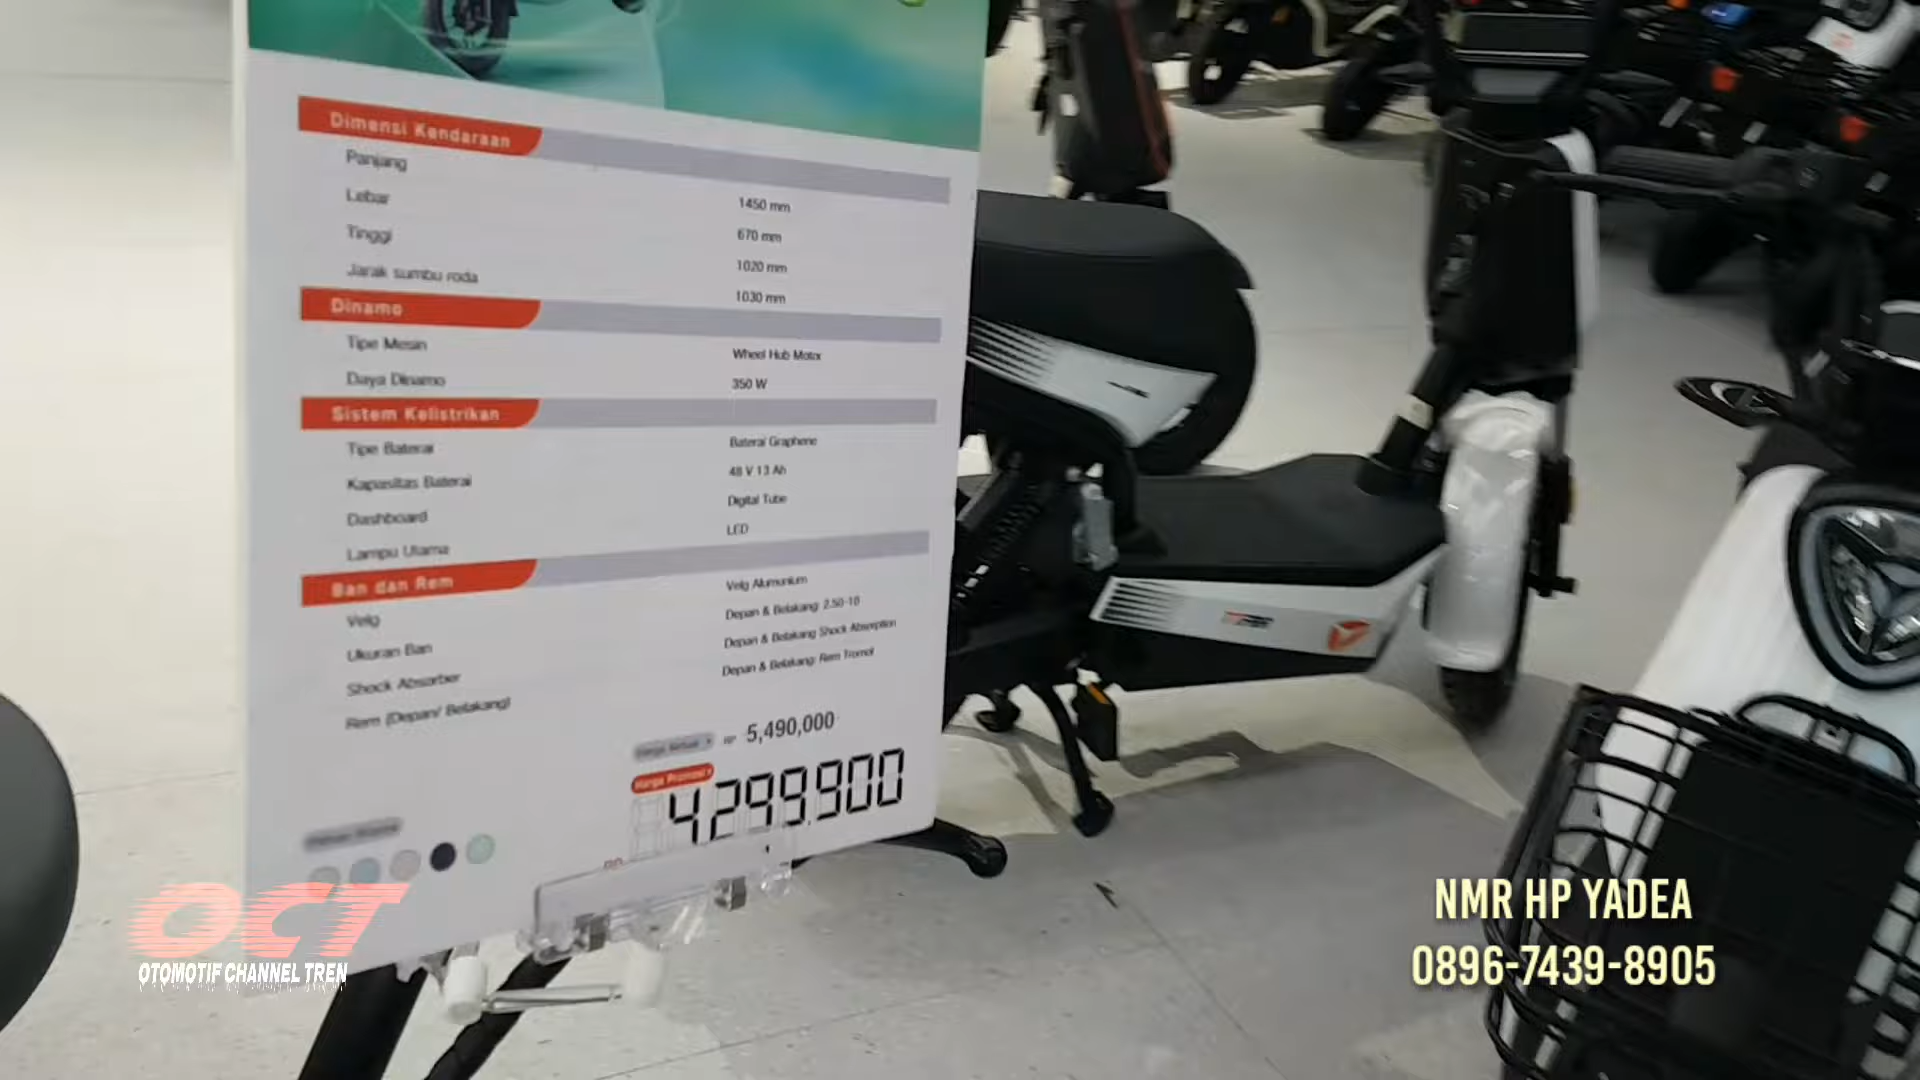 Dimensi Kendaraan
Panjang
1450 mm
Lebar
670 mm
Tinggi
1020 mm
Jarak sumbu roda
1030 mm
Dinamo
Tipe Mesin
Wheel Hub Motor
Daya Dinamo
350 W
Sistem Kelistrikan
Tipe Baterai
Baterai Graphene
Kapasitas Baterai
48 V 13 Ah
Dashboard
Digital Tube
Lampu Utama
LED
Ban dan Rem
Velg
Velg Alumunium
Ukuran Ban
Depan & Belakang: 2.50-10
Shock Absorber
Depan & Belakang Shock Absorption
Rem (Depan/ Belakang)
Depan & Belakang: Rem Tromol
RP 5,490,000
Harga Promosi
4.299.900
OCT
OTOMOTIF CHANNEL TREN
NMR HP YADEA
0896-7439-8905